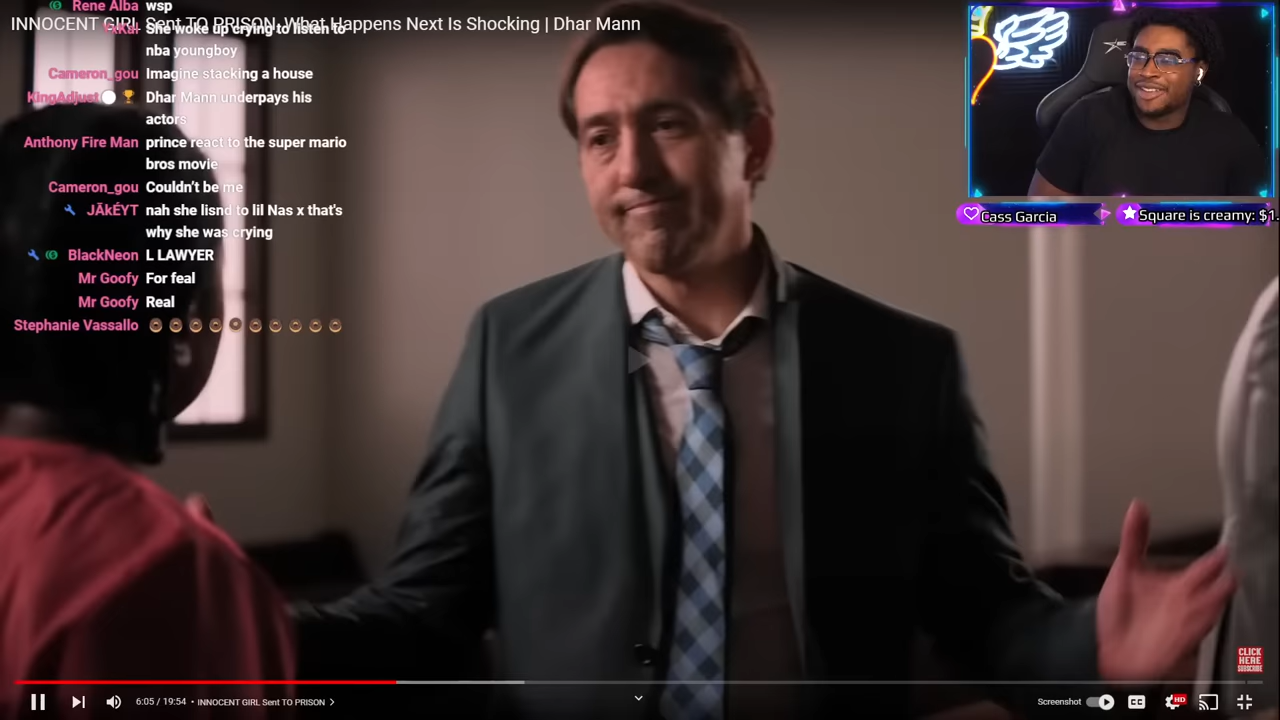 INNOCENT GIRL Sent TO PRISON, What Happens Next Is Shocking | Dhar Mann
Rene Alba wsp
She woke up crying to listen to
nba youngboy
Cameron_gou Imagine stacking a house
KingAdjust Dhar Mann underpays his
actors
Anthony Fire Man prince react to the super mario
bros movie
Cameron_gou Couldn't be me
JÃkÉYT nah she lisnd to lil Nas x that's
why she was crying
BlackNeon L LAWYER
Mr Goofy For feal
Mr Goofy Real
Stephanie Vassallo
Cass Garcia
Square is creamy: $1
CLICK
HERE
SUBSCRIBE
6:05 / 19:54 • INNOCENT GIRL Sent TO PRISON
Screenshot
CC
HD